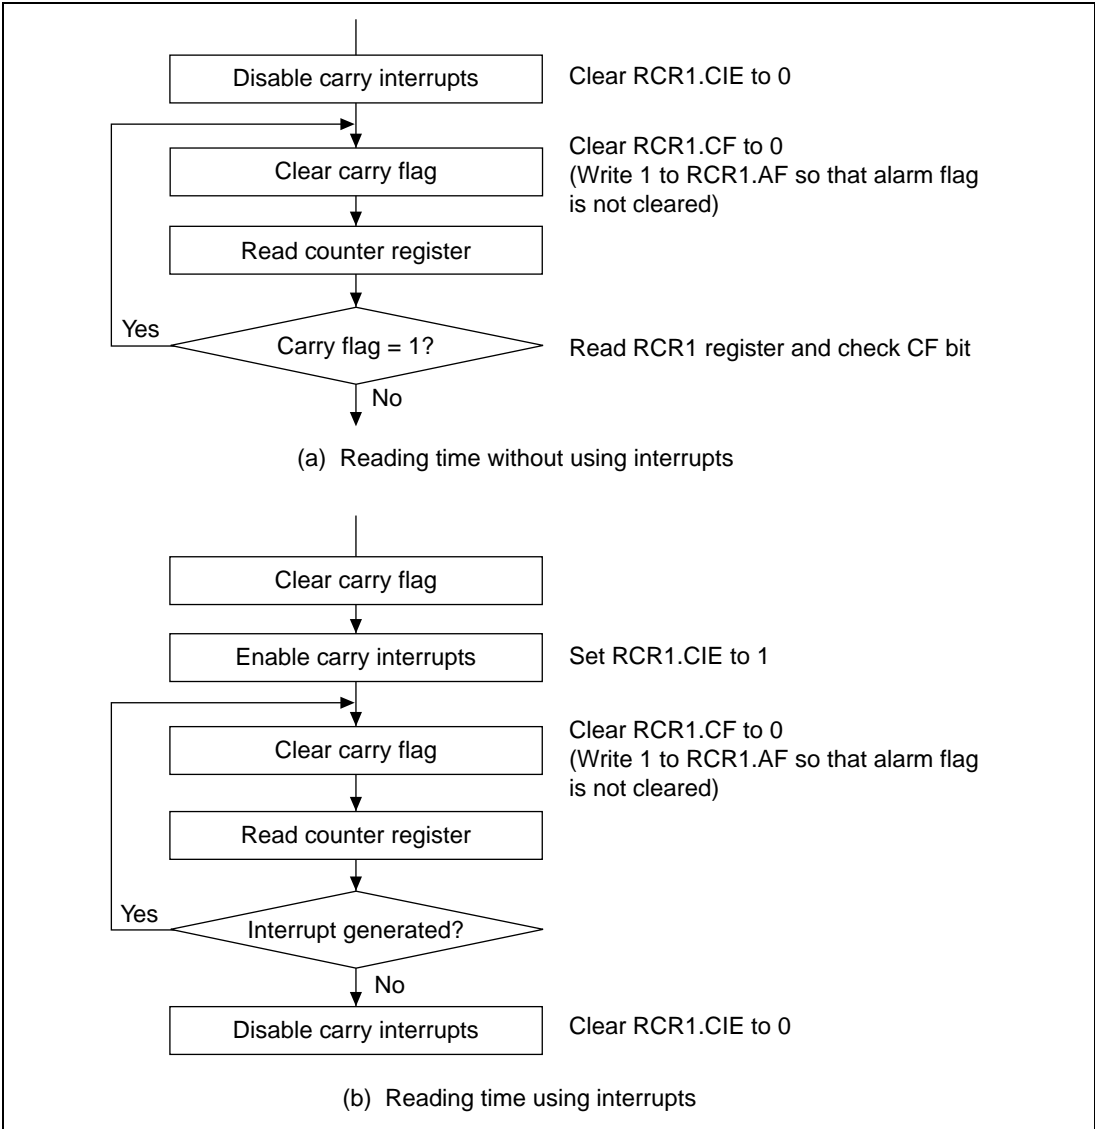 Disable carry interrupts
Clear RCR1.CIE to 0
Clear carry flag
Clear RCR1.CF to 0
(Write 1 to RCR1.AF so that alarm flag
is not cleared)
Read counter register
Yes
Carry flag = 1?
Read RCR1 register and check CF bit
No
(a) Reading time without using interrupts
Clear carry flag
Enable carry interrupts
Set RCR1.CIE to 1
Clear carry flag
Clear RCR1.CF to 0
(Write 1 to RCR1.AF so that alarm flag
is not cleared)
Read counter register
Yes
Interrupt generated?
No
Disable carry interrupts
Clear RCR1.CIE to 0
(b) Reading time using interrupts